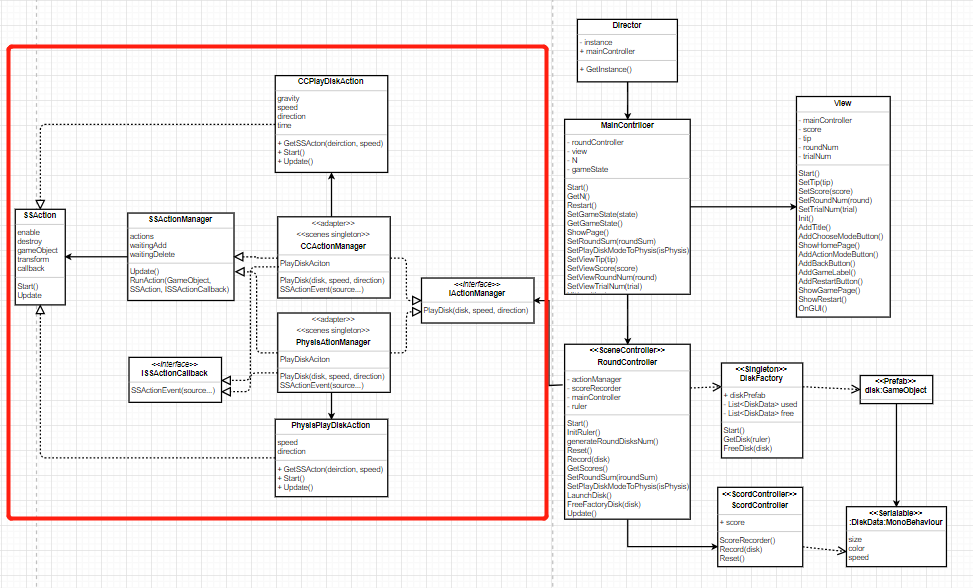 Director
- instance
+ mainController
+ GetInstance()
CCPlayDiskAction
gravity
speed
direction
time
+ GetSSActon(deirction, speed)
+ Start()
+ Update()
SSAction
enable
destroy
gameObject
transform
callback
Start()
Update
SSActionManager
actions
waitingAdd
waitingDelete
Update()
RunAction(GameObject,
SSAction, ISSActionCallback)
<<adapter>>
<<scenes singleton>>
CCActionManager
PlayDiskAciton
PlayDisk(disk, speed, direction)
SSActionEvent(source...)
<<interface>>
IActionManager
PlayDisk(disk, speed, direction)
<<adapter>>
<<scenes singleton>>
PhysisAtionManager
PlayDiskAciton
PlayDisk(disk, speed, direction)
SSActionEvent(source...)
<<interface>>
ISSActionCallback
SSActionEvent(source...)
PhysisPlayDiskAction
speed
direction
+ GetSSActon(deirction, speed)
+ Start()
+ Update()
MainContrlloer
- roundController
- view
- N
- gameState
Start()
GetN()
Restart()
SetGameState(state)
GetGameState()
ShowPage()
SetRoundSum(roundSum)
SetPlayDiskModeToPhysis(isPhysis)
SetViewTip(tip)
SetViewScore(score)
SetViewRoundNum(round)
SetViewTrialNum(trial)
View
- mainController
- score
- tip
- roundNum
- trialNum
Start()
SetTip(tip)
SetScore(score)
SetRoundNum(round)
SetTrialNum(trial)
Init()
AddTitle()
AddChooseModeButton()
ShowHomePage()
AddActionModeButton()
AddBackButton()
AddGameLabel()
AddRestartButton()
ShowGamePage()
ShowRestart()
OnGUI()
<<SceneController>>
RoundController
- actionManager
- scoreRecorder
- mainController
- ruler
Start()
InitRuler()
generateRoundDisksNum()
Reset()
Record(disk)
GetScores()
SetRoundSum(iroundSum)
SetPlayDiskModeToPhysis(isPhysis)
LaunchDisk()
FreeFactoryDisk(disk)
Update()
<<Singleton>>
DiskFactory
+ diskPrefab
- List<DiskData> used
- List<DiskData> free
Start()
GetDisk(ruler)
FreeDisk(disk)
<<Prefab>>
disk:GameObject
<<ScordController>>
ScordController
+ score
ScoreRecorder()
Record(disk)
Reset()
<<Serialable>>
:DiskData:MonoBehaviour
size
color
speed